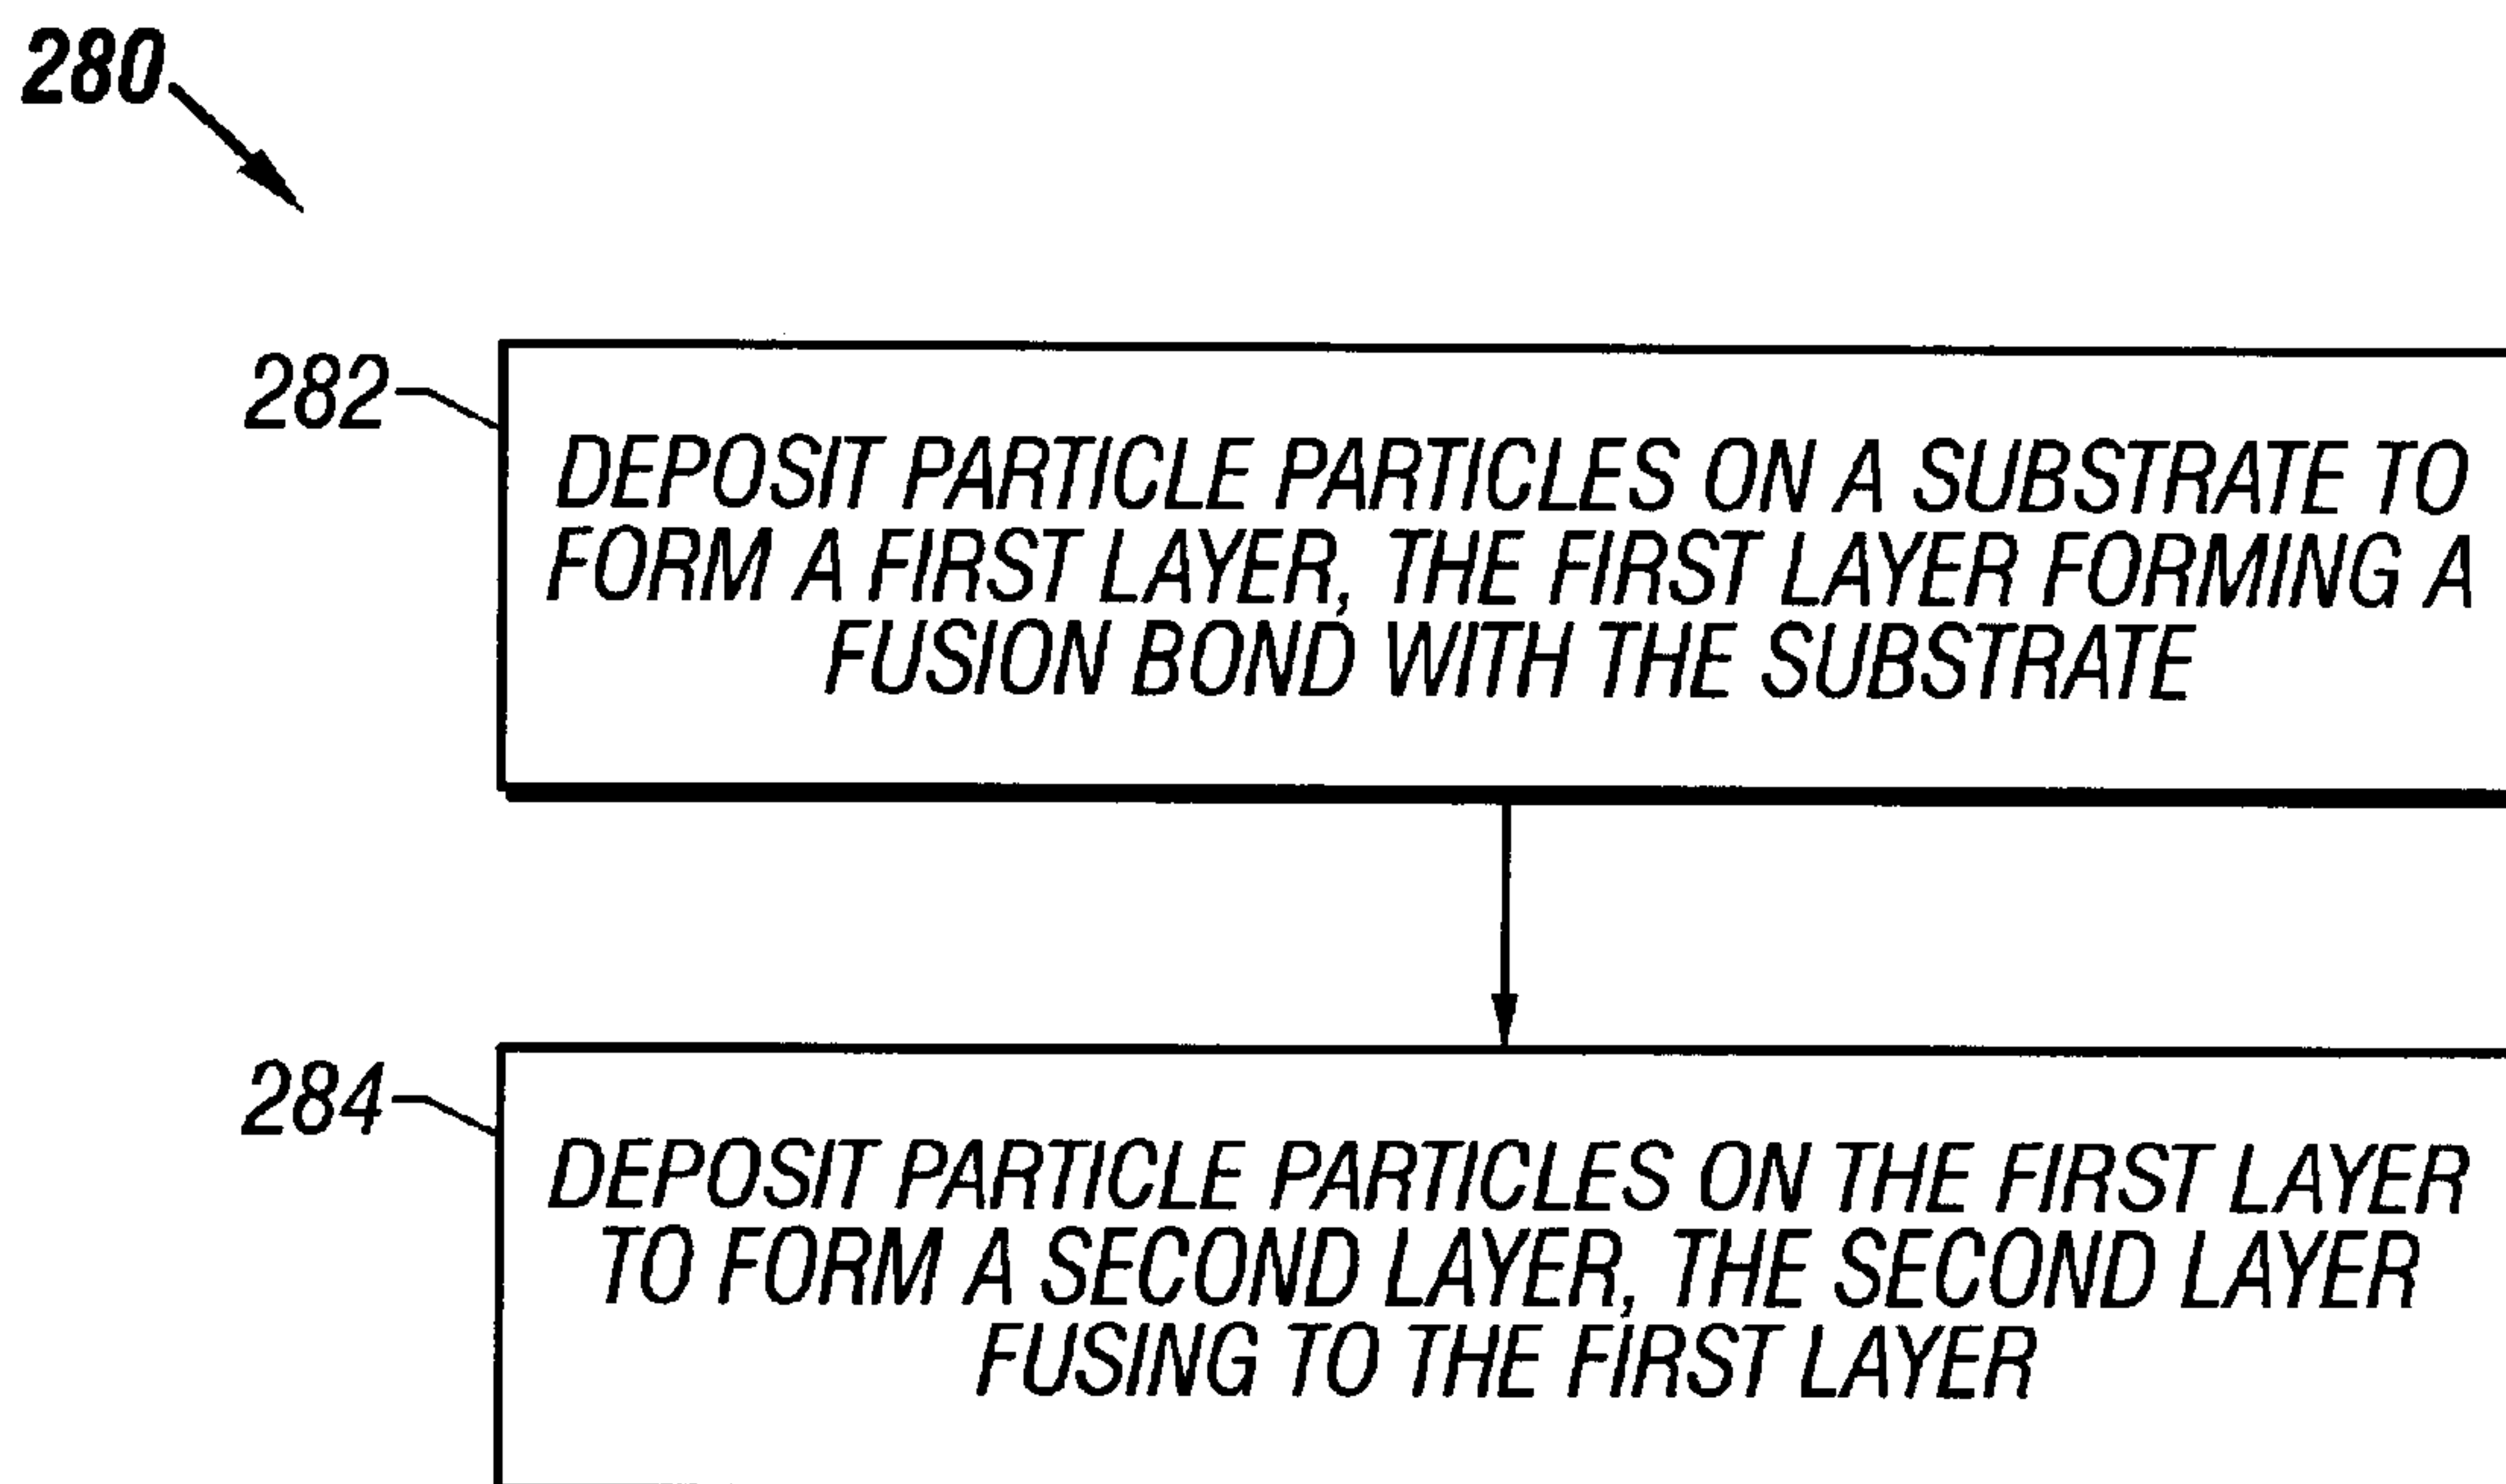 280
282
DEPOSIT PARTICLE PARTICLES ON A SUBSTRATE TO
FORM A FIRST LAYER, THE FIRST LAYER FORMING A
FUSION BOND WITH THE SUBSTRATE
284
DEPOSIT PARTICLE PARTICLES ON THE FIRST LAYER
TO FORM A SECOND LAYER, THE SECOND LAYER
FUSING TO THE FIRST LAYER